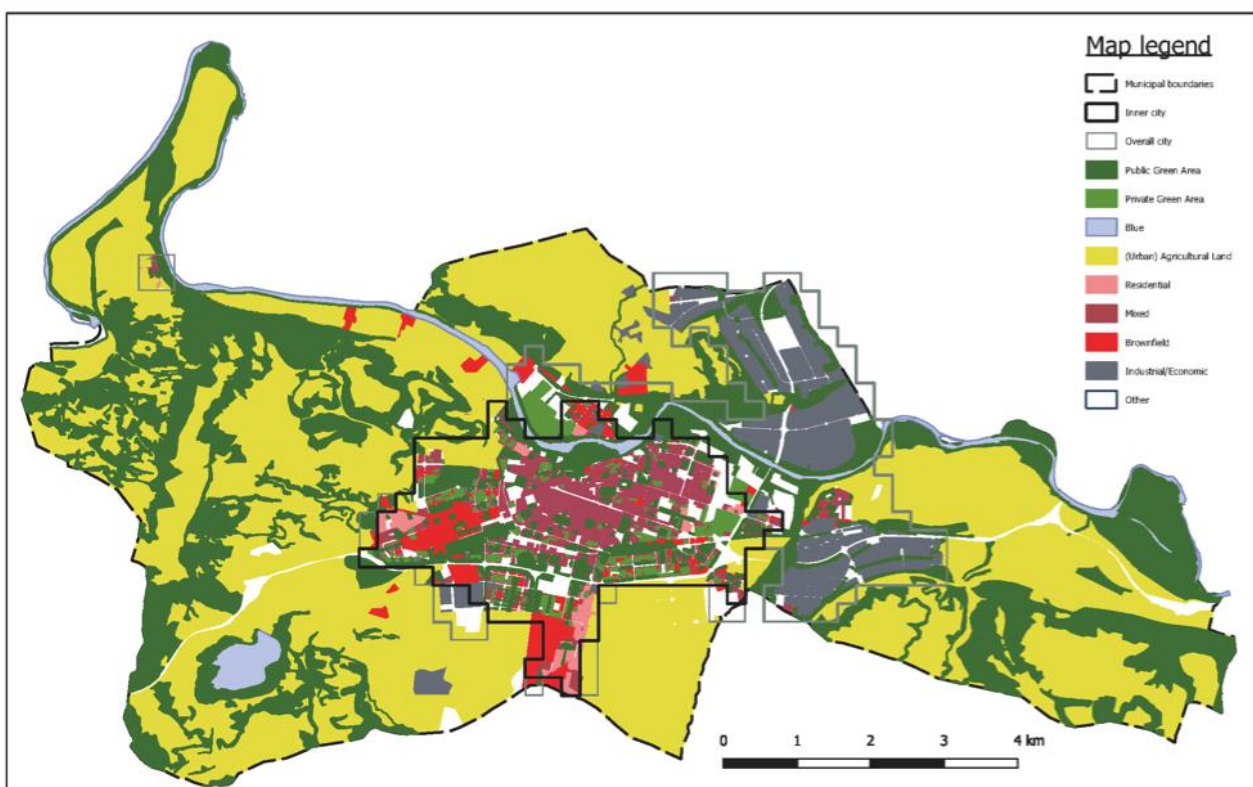 Map legend
Municipal boundaries
Inner city
Overall city
Public Green Area
Private Green Area
Blue
(Urban) Agricultural Land
Residential
Mixed
Brownfield
Industrial/Economic
Other
0 1 2 3 4 km